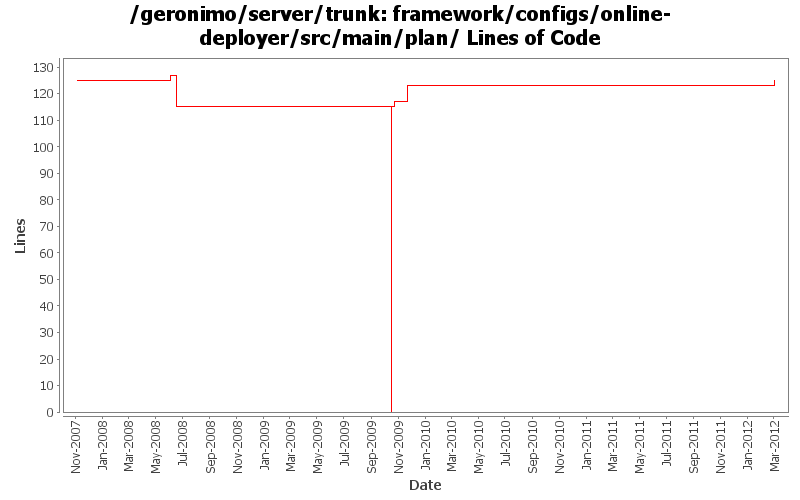 /geronimo/server/trunk: framework/configs/online-
deployer/src/main/plan/ Lines of Code
Lines
130
120
110
100
90
80
70
60
50
40
30
20
10
0
Nov-2007
Jan-2008
Mar-2008
May-2008
Jul-2008
Sep-2008
Nov-2008
Jan-2009
Mar-2009
May-2009
Jul-2009
Sep-2009
Nov-2009
Jan-2010
Mar-2010
May-2010
Jul-2010
Sep-2010
Nov-2010
Jan-2011
Mar-2011
May-2011
Jul-2011
Sep-2011
Nov-2011
Jan-2012
Mar-2012
Date